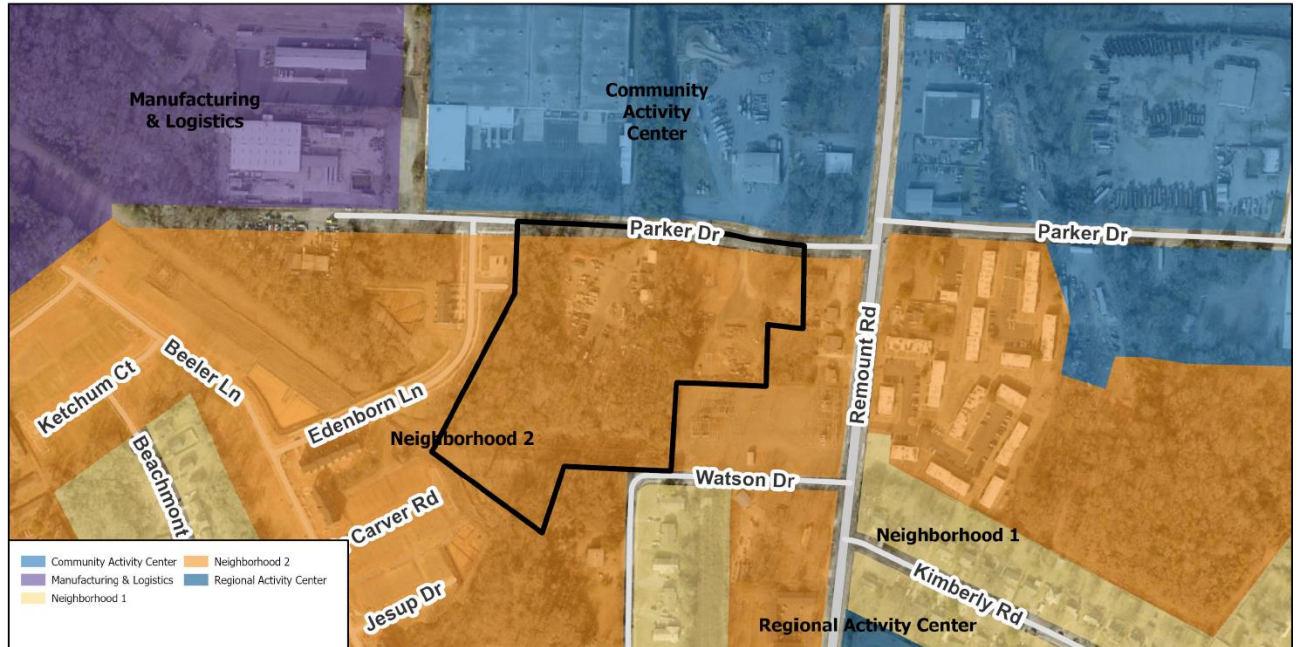 Manufacturing
& Logistics
Community
Activity
Center
Parker Dr
Parker Dr
Remount Rd
Ketchum Ct
Beeler Ln
Edenborn Ln
Beachmont
Neighborhood 2
Carver Rd
Jesup Dr
Watson Dr
Neighborhood 1
Kimberly Rd
Regional Activity Center
Community Activity Center
Neighborhood 2
Manufacturing & Logistics
Regional Activity Center
Neighborhood 1